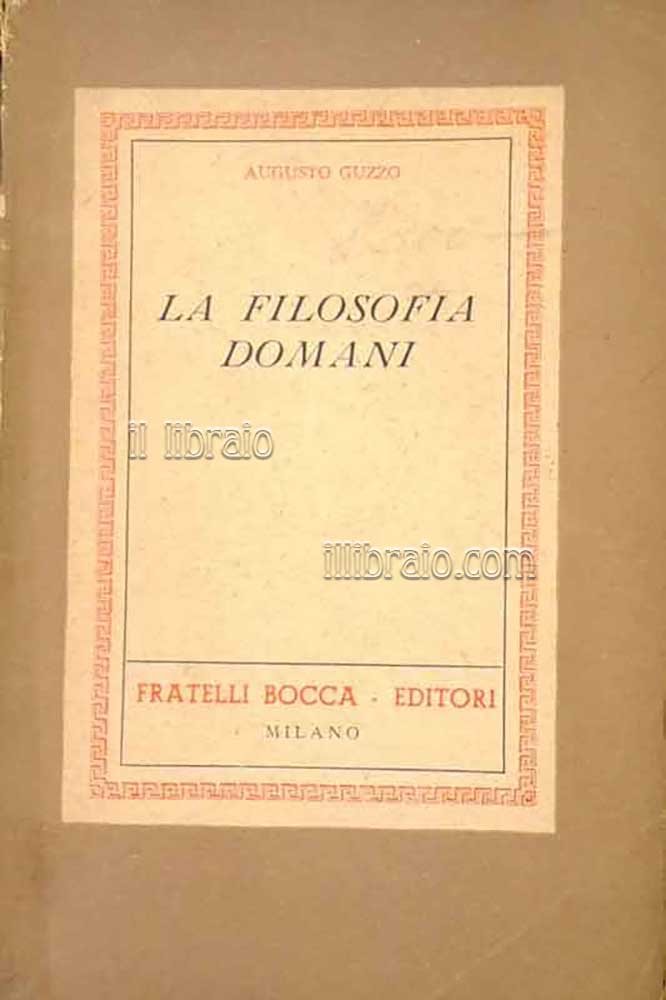 AUGUSTO GUZZO
LA FILOSOFIA
DOMANI
il libraio
illibraio.com
FRATELLI BOCCA - EDITORI
MILANO